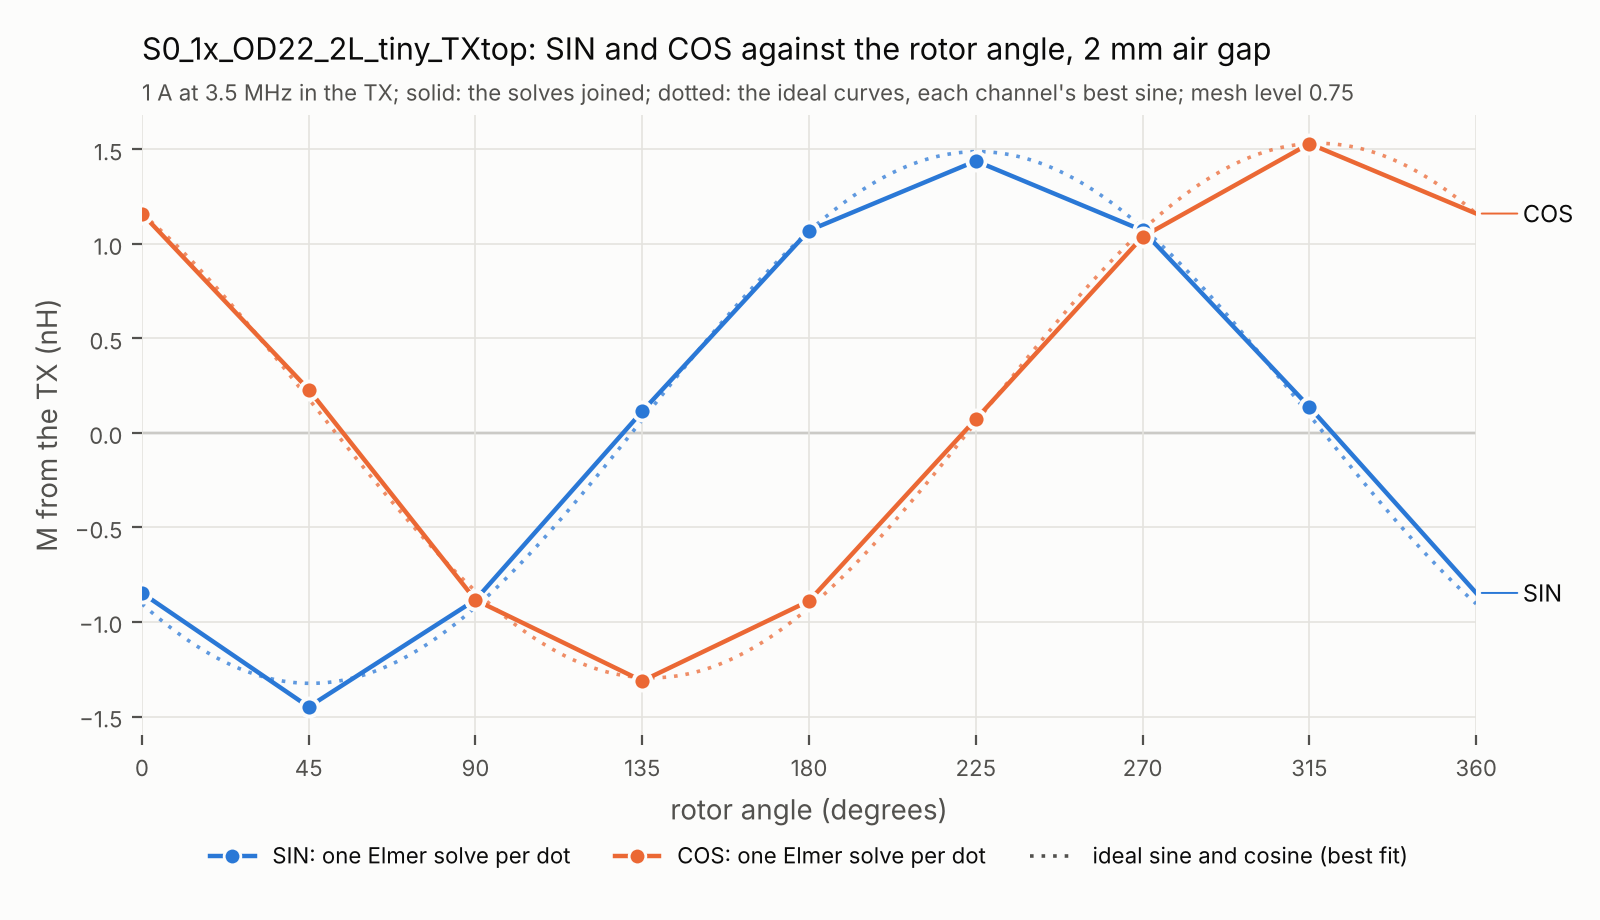 S0_1x_OD22_2L_tiny_TXtop: SIN and COS against the rotor angle, 2 mm air gap
1 A at 3.5 MHz in the TX; solid: the solves joined; dotted: the ideal curves, each channel's best sine; mesh level 0.75
M from the TX (nH)
1.5
1.0
0.5
0.0
−0.5
−1.0
−1.5
COS
SIN
0 45 90 135 180 225 270 315 360
rotor angle (degrees)
SIN: one Elmer solve per dot COS: one Elmer solve per dot ideal sine and cosine (best fit)